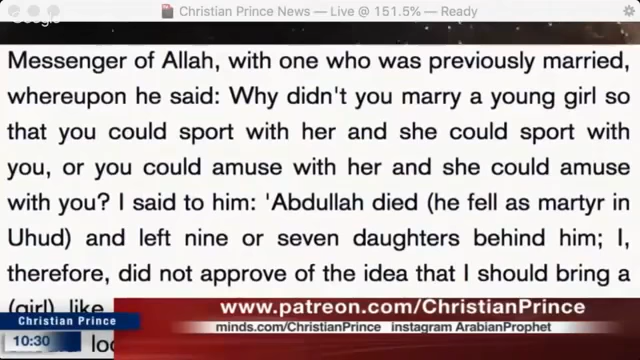 Christian Prince News — Live @ 151.5% — Ready
Google
Messenger of Allah, with one who was previously married,
whereupon he said: Why didn't you marry a young girl so
that you could sport with her and she could sport with
you, or you could amuse with her and she could amuse
with you? I said to him: 'Abdullah died (he fell as martyr in
Uhud) and left nine or seven daughters behind him; I,
therefore, did not approve of the idea that I should bring a
(girl) like
www.patreon.com/ChristianPrince
Christian Prince
minds.com/ChristianPrince instagram ArabianProphet
10:30